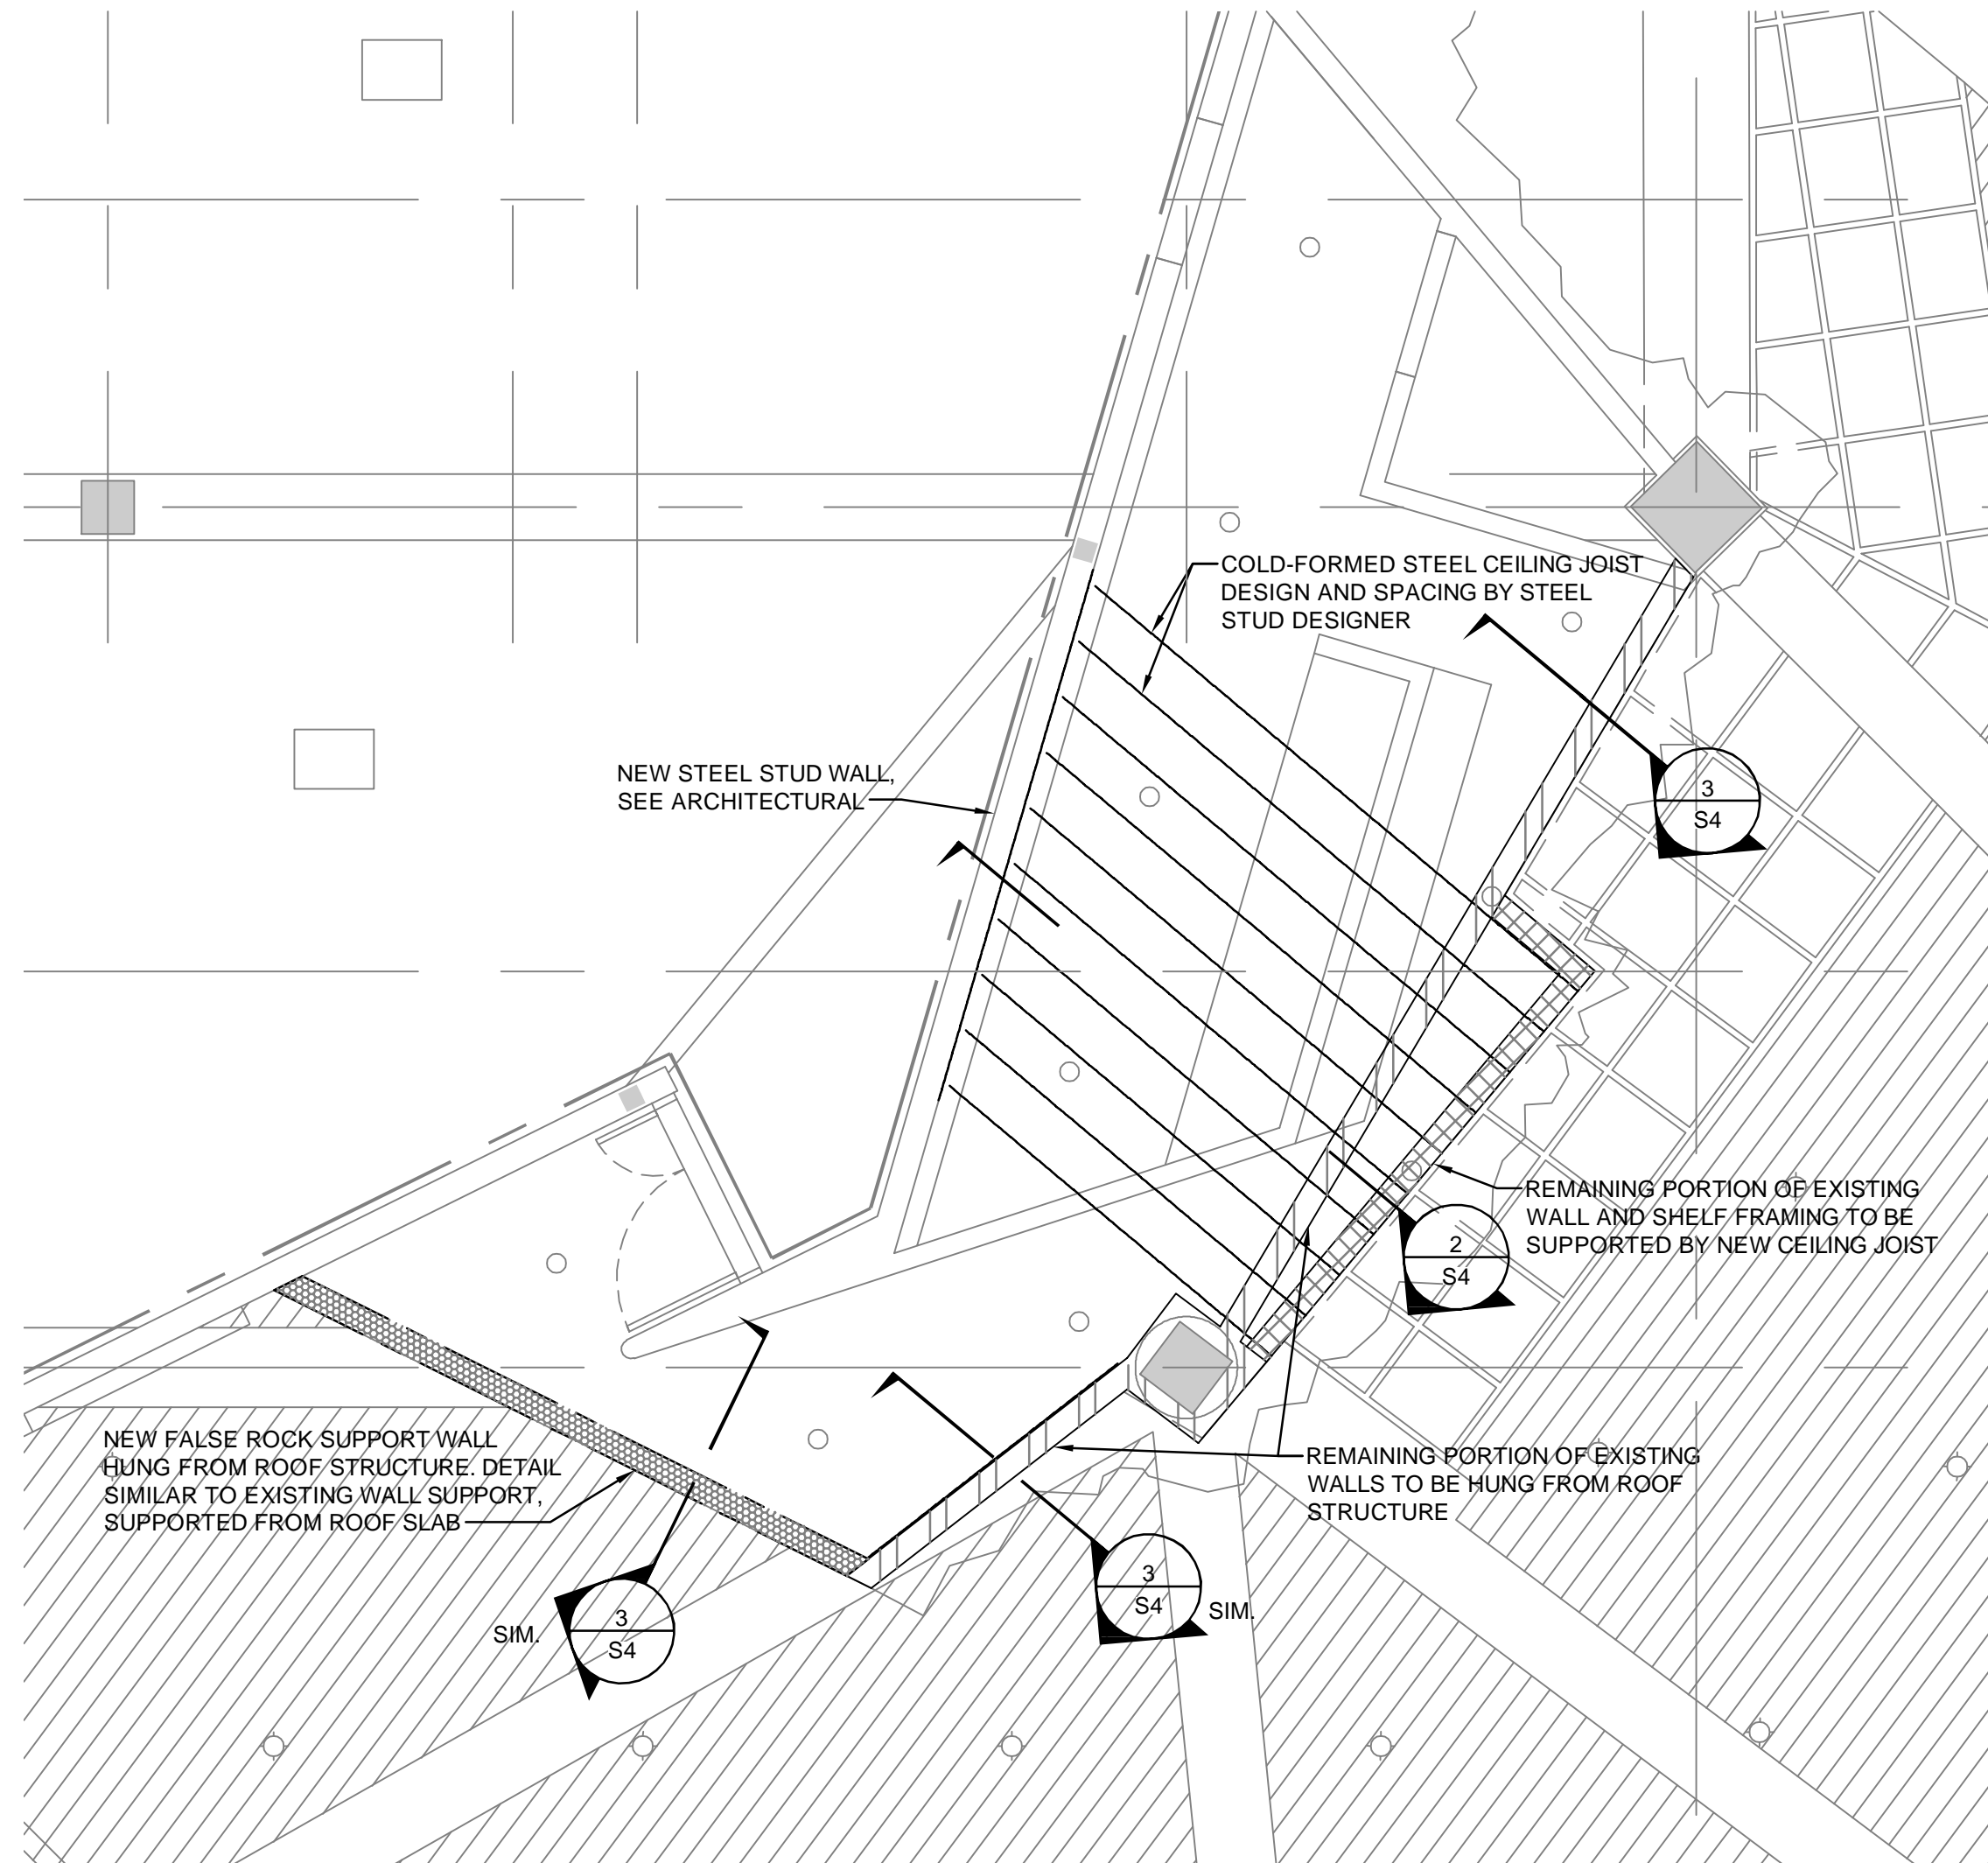 COLD-FORMED STEEL CEILING JOIST
DESIGN AND SPACING BY STEEL
STUD DESIGNER
NEW STEEL STUD WALL,
SEE ARCHITECTURAL
3
S4
REMAINING PORTION OF EXISTING
WALL AND SHELF FRAMING TO BE
SUPPORTED BY NEW CEILING JOIST
2
S4
NEW FALSE ROCK SUPPORT WALL
HUNG FROM ROOF STRUCTURE. DETAIL
SIMILAR TO EXISTING WALL SUPPORT,
SUPPORTED FROM ROOF SLAB
REMAINING PORTION OF EXISTING
WALLS TO BE HUNG FROM ROOF
STRUCTURE
3
S4
SIM.
SIM.
3
S4